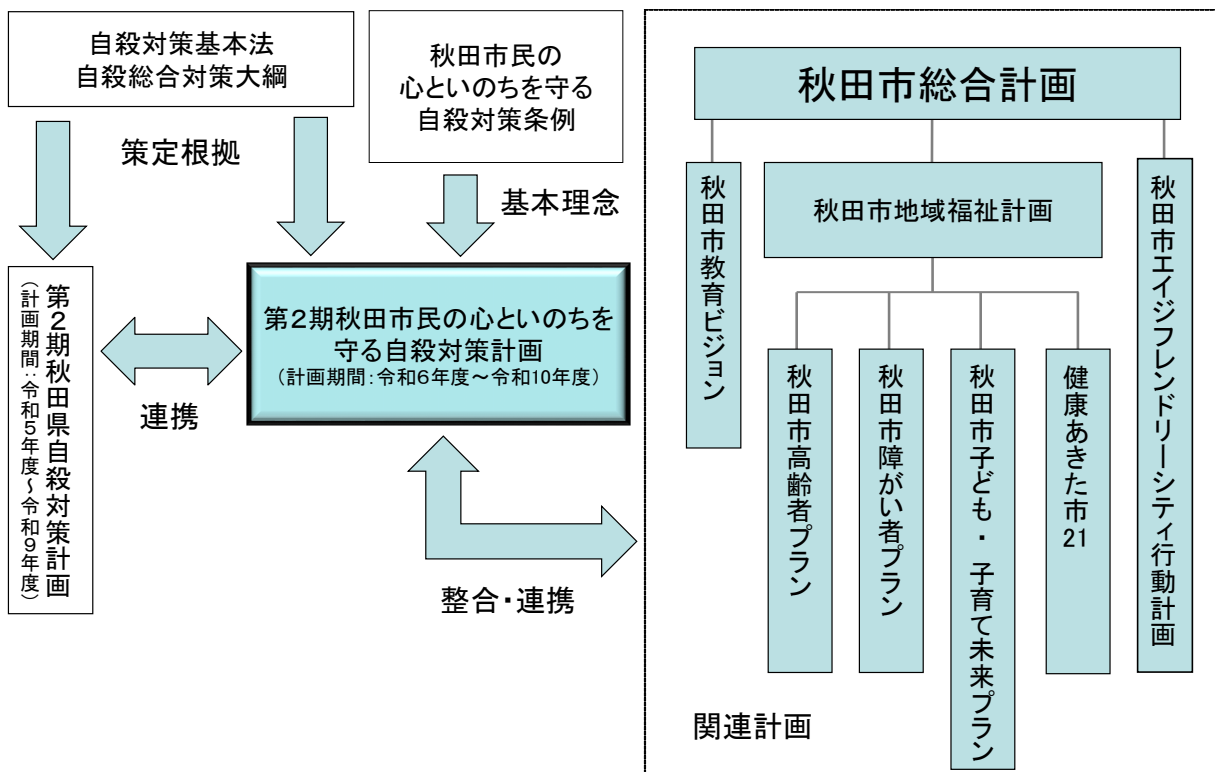 自殺対策基本法
自殺総合対策大綱
秋田市民の
心といのちを守る
自殺対策条例
策定根拠
基本理念
第2期秋田県自殺対策計画
（計画期間：令和5年度～令和9年度）
連携
第2期秋田市民の心といのちを
守る自殺対策計画
（計画期間：令和6年度～令和10年度）
整合・連携
秋田市総合計画
秋田市教育ビジョン
秋田市地域福祉計画
秋田市エイジフレンドリーシティ行動計画
秋田市高齢者プラン
秋田市障がい者プラン
秋田市子ども・子育て未来プラン
健康あきた市
21
関連計画